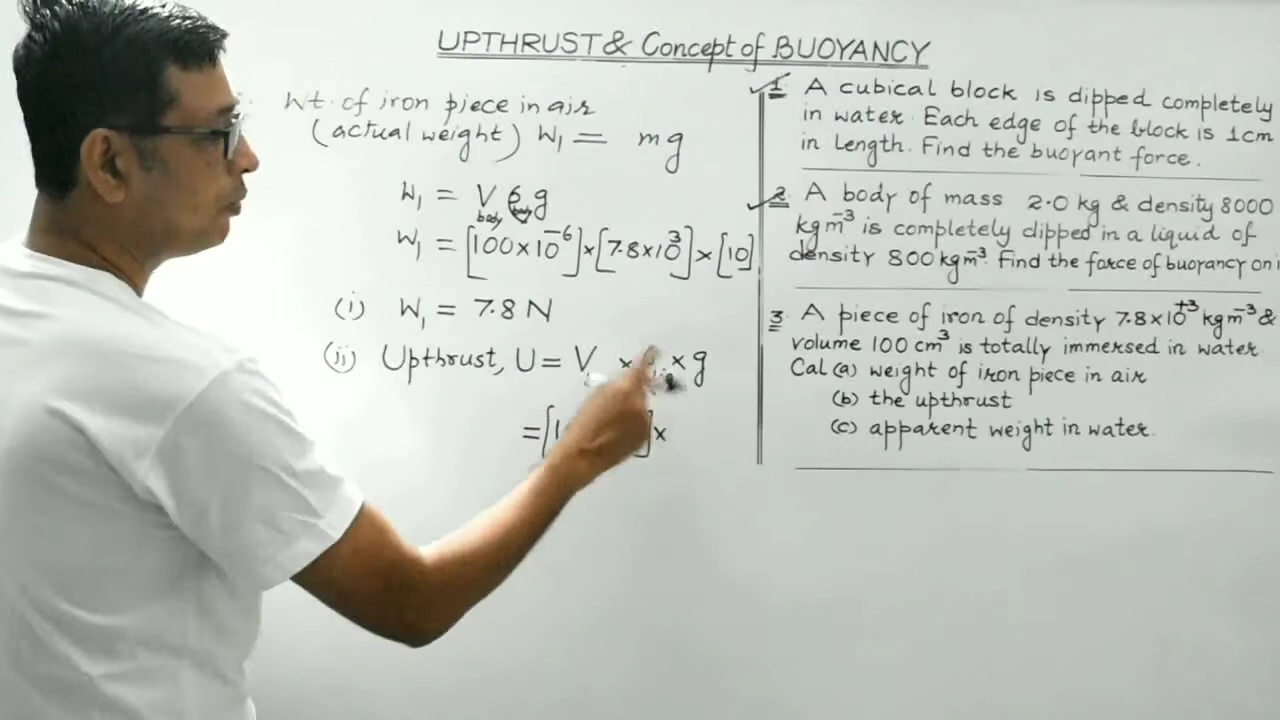 UPTHRUST & Concept of BUOYANCY
Wt. of iron piece in air
(actual weight) W₁ = mg
W₁ = V ρ g
body body
W₁ = [100×10⁻⁶]×[7.8×10³]×[10]
(i) W₁ = 7.8 N
(ii) Upthrust, U = V × × g
= [1 ]×
1. A cubical block is dipped completely
in water. Each edge of the block is 1cm
in Length. Find the buoyant force.
2. A body of mass 2.0 kg & density 8000
kgm⁻³ is completely dipped in a liquid of
density 800 kgm⁻³. Find the force of buoyancy on
3. A piece of iron of density 7.8×10⁺³ kgm⁻³ &
volume 100 cm³ is totally immersed in water.
Cal (a) weight of iron piece in air
(b) the upthrust
(c) apparent weight in water.